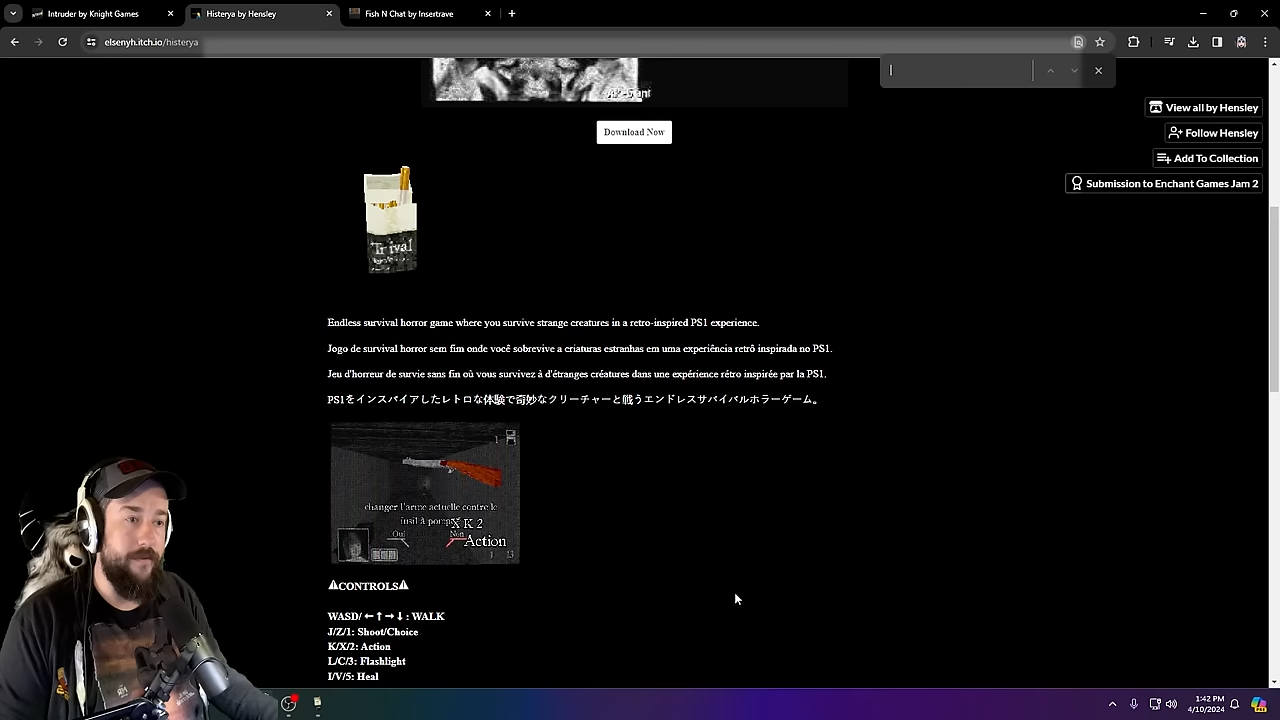 Intruder by Knight Games
Histerya by Hensley
Fish N Chat by Insertrave
elsenyh.itch.io/histerya
View all by Hensley
Download Now
Follow Hensley
Add To Collection
Submission to Enchant Games Jam 2
Trival
Endless survival horror game where you survive strange creatures in a retro-inspired PS1 experience.
Jogo de survival horror sem fim onde você sobrevive a criaturas estranhas em uma experiência retrô inspirada no PS1.
Jeu d'horreur de survie sans fin où vous survivez à d'étranges créatures dans une expérience rétro inspirée par la PS1.
PS1をインスパイアしたレトロな体験で奇妙なクリーチャーと戦うエンドレスサバイバルホラーゲーム。
1
changer l'arme actuelle contre le
X K 2
Oui
Non
Action
13
⚠CONTROLS⚠
WASD/ ←↑→↓ : WALK
J/Z/1: Shoot/Choice
K/X/2: Action
L/C/3: Flashlight
I/V/5: Heal
1:42 PM
4/10/2024